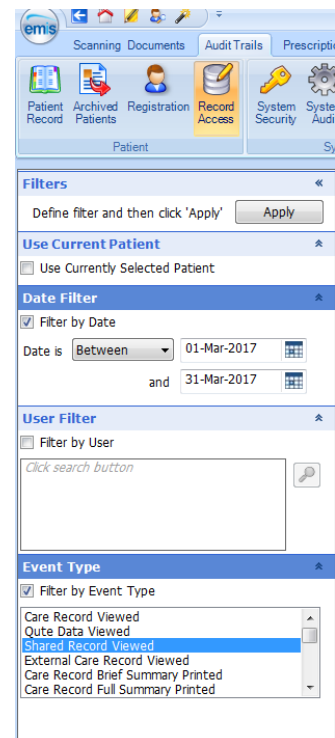 emis
Scanning Documents Audit Trails Prescripti
Patient Record
Archived Patients
Registration
Record Access
System Security
Syste Audi
Patient
Sy
Filters
Define filter and then click 'Apply' Apply
Use Current Patient
Use Currently Selected Patient
Date Filter
Filter by Date
Date is Between 01-Mar-2017
and 31-Mar-2017
User Filter
Filter by User
Click search button
Event Type
Filter by Event Type
Care Record Viewed
Qute Data Viewed
Shared Record Viewed
External Care Record Viewed
Care Record Brief Summary Printed
Care Record Full Summary Printed